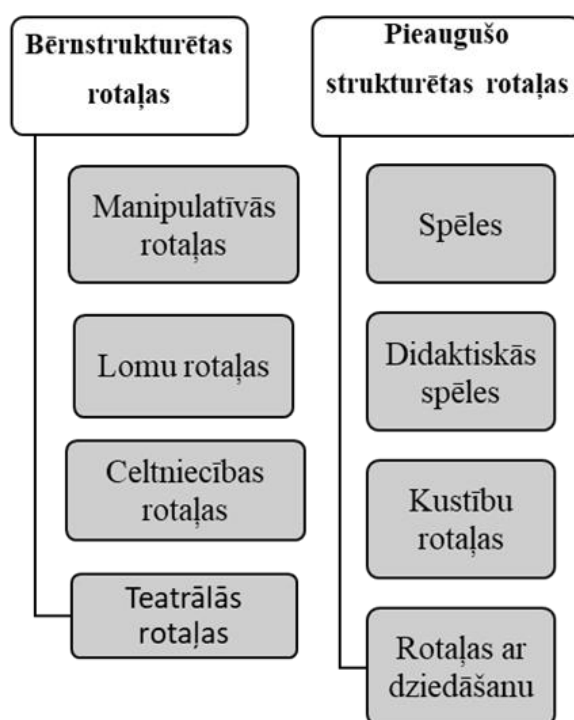 Bērnstrukturētas
rotaļas
Manipulatīvās
rotaļas
Lomu rotaļas
Celtniecības
rotaļas
Teatrālās
rotaļas
Pieaugušo
strukturētas rotaļas
Spēles
Didaktiskās
spēles
Kustību
rotaļas
Rotaļas ar
dziedāšanu